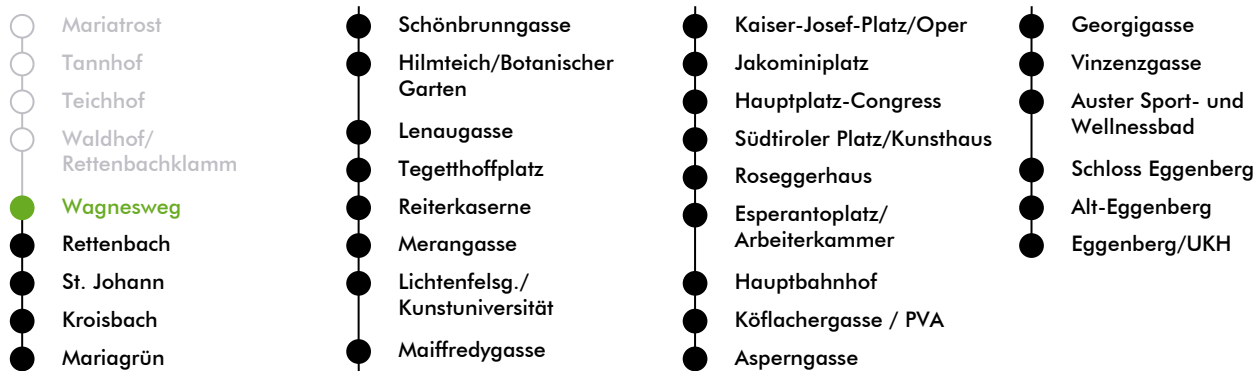 Mariatrost
Tannhof
Teichhof
Waldhof/
Rettenbachklamm
Wagnesweg
Rettenbach
St. Johann
Kroisbach
Mariagrün
Schönbrunngasse
Hilmteich/Botanischer
Garten
Lenaugasse
Tegetthoffplatz
Reiterkaserne
Merangasse
Lichtenfelsg./
Kunstuniversität
Maiffredygasse
Kaiser-Josef-Platz/Oper
Jakominiplatz
Hauptplatz-Congress
Südtiroler Platz/Kunsthaus
Roseggerhaus
Esperantoplatz/
Arbeiterkammer
Hauptbahnhof
Köflachergasse / PVA
Asperngasse
Georgigasse
Vinzenzgasse
Auster Sport- und
Wellnessbad
Schloss Eggenberg
Alt-Eggenberg
Eggenberg/UKH